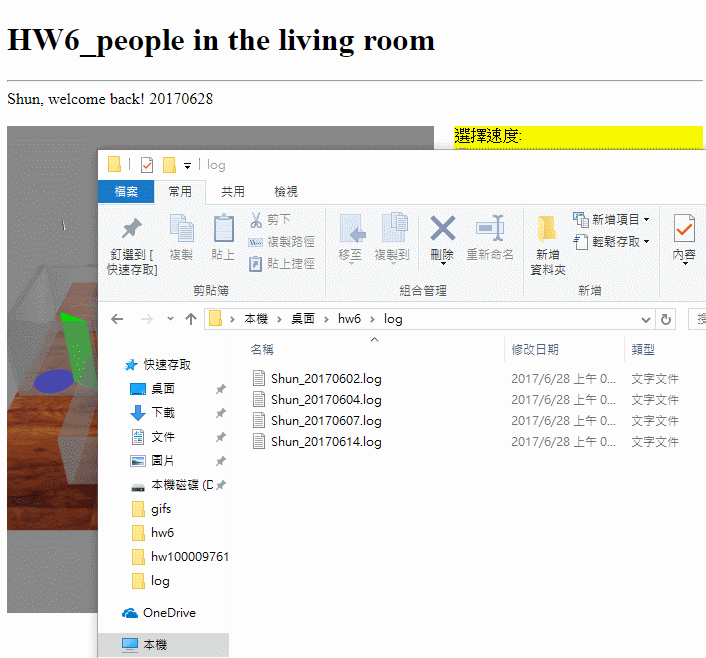 HW6_people in the living room
Shun, welcome back! 20170628
選擇速度:
log
檔案 常用 共用 檢視
釘選到 [
快速存取]
複製
貼上
剪下
複製路徑
貼上捷徑
移至
複製到
刪除
重新命名
新增
資料夾
新增項目
輕鬆存取
內容
剪貼簿
組合管理
新增
本機 > 桌面 > hw6 > log
名稱 修改日期 類型
快速存取
桌面
下載
文件
圖片
本機磁碟 (D
gifs
hw6
hw100009761
log
OneDrive
本機
Shun_20170602.log 2017/6/28 上午 0... 文字文件
Shun_20170604.log 2017/6/28 上午 0... 文字文件
Shun_20170607.log 2017/6/28 上午 0... 文字文件
Shun_20170614.log 2017/6/28 上午 0... 文字文件